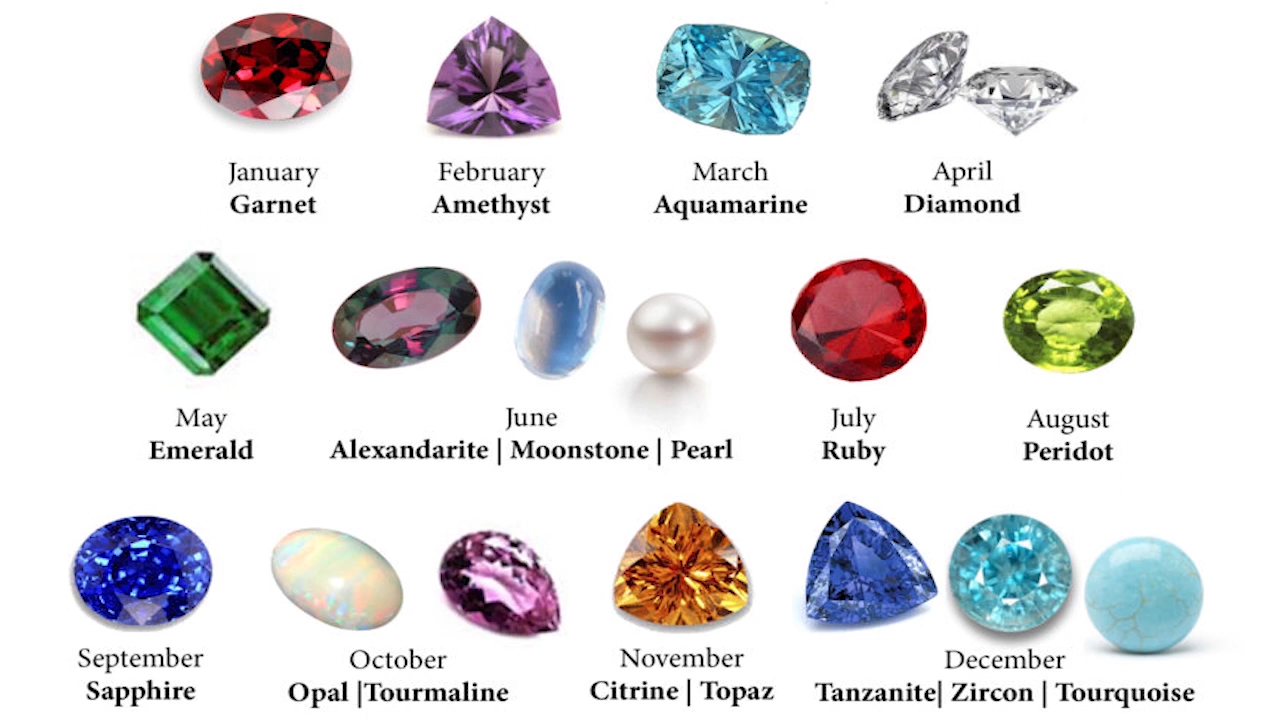 January
Garnet
February
Amethyst
March
Aquamarine
April
Diamond
May
Emerald
June
Alexandarite | Moonstone | Pearl
July
Ruby
August
Peridot
September
Sapphire
October
Opal |Tourmaline
November
Citrine | Topaz
December
Tanzanite| Zircon | Tourquoise